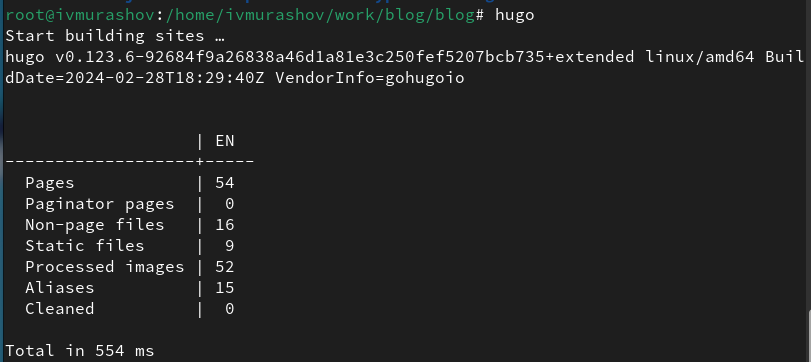 root@ivmurashov:/home/ivmurashov/work/blog/blog# hugo
Start building sites …
hugo v0.123.6-92684f9a26838a46d1a81e3c250fef5207bcb735+extended linux/amd64 Buil
dDate=2024-02-28T18:29:40Z VendorInfo=gohugoio
                   | EN
-------------------+-----
  Pages            | 54
  Paginator pages  |  0
  Non-page files   | 16
  Static files     |  9
  Processed images | 52
  Aliases          | 15
  Cleaned          |  0
Total in 554 ms